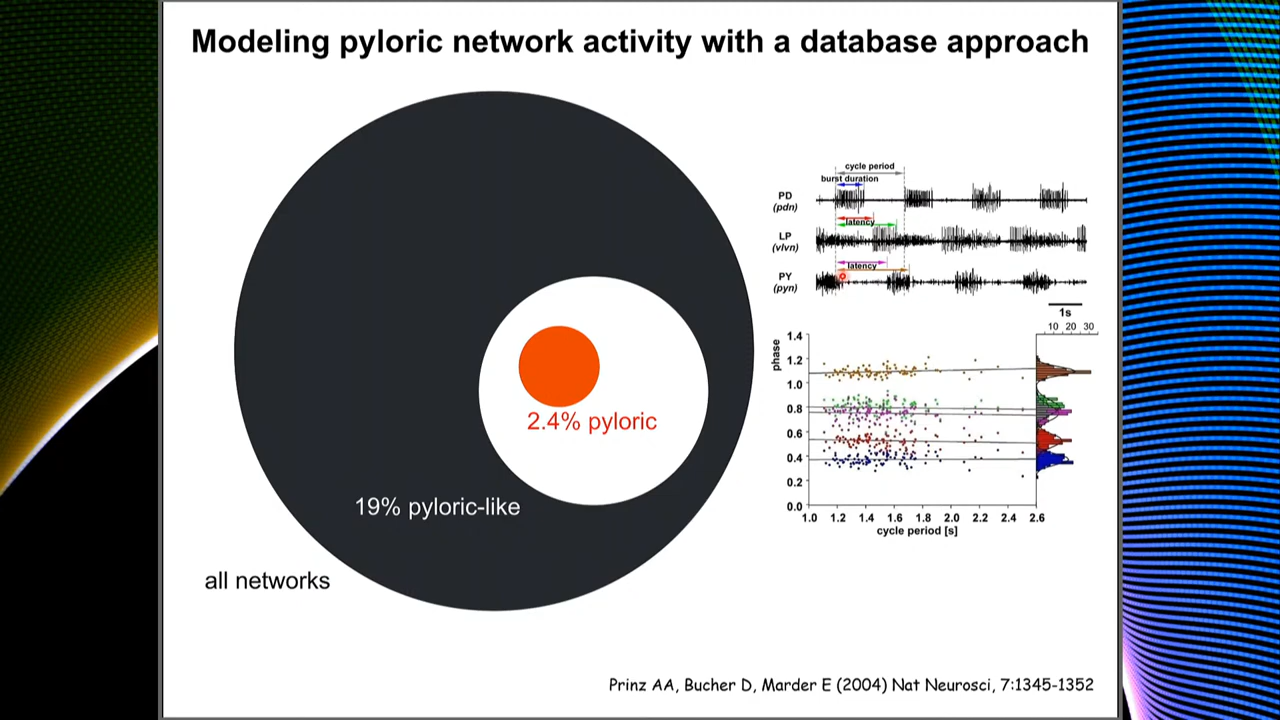 Modeling pyloric network activity with a database approach
2.4% pyloric
19% pyloric-like
all networks
cycle period
burst duration
PD
(pdn)
latency
LP
(vlvn)
latency
PY
(pyn)
1s
10 20 30
phase
1.4
1.2
1.0
0.8
0.6
0.4
0.2
0.0
1.0 1.2 1.4 1.6 1.8 2.0 2.2 2.4 2.6
cycle period [s]
Prinz AA, Bucher D, Marder E (2004) Nat Neurosci, 7:1345-1352